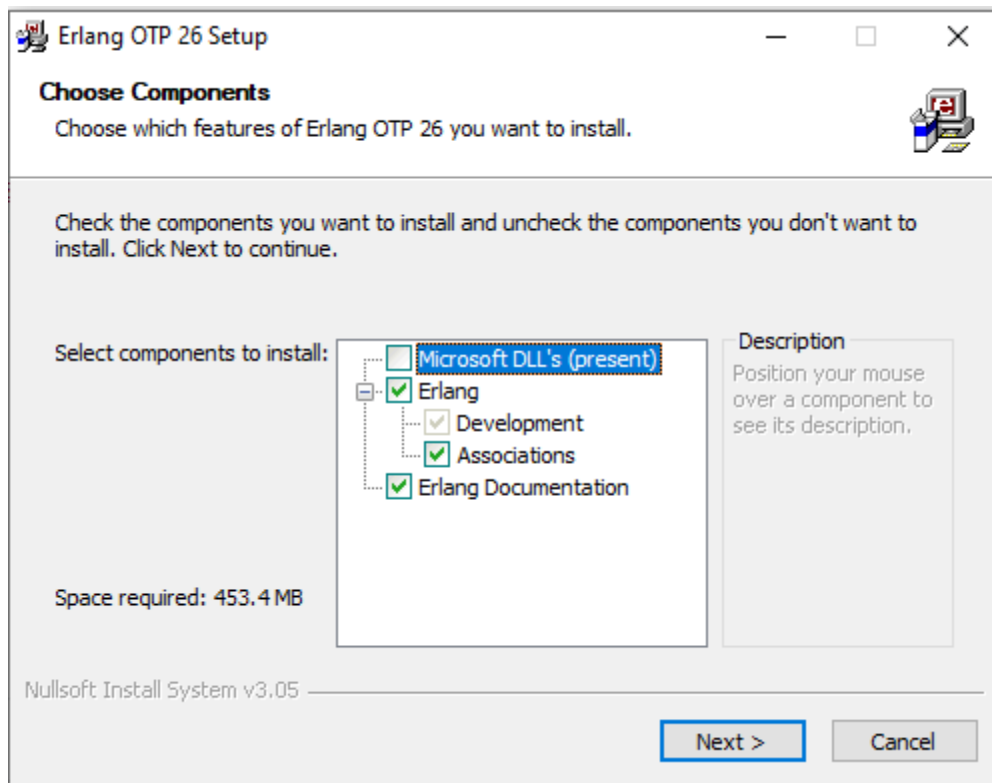 Erlang OTP 26 Setup
Choose Components
Choose which features of Erlang OTP 26 you want to install.
Check the components you want to install and uncheck the components you don't want to
install. Click Next to continue.
Select components to install:
Microsoft DLL's (present)
Erlang
Development
Associations
Erlang Documentation
Description
Position your mouse
over a component to
see its description.
Space required: 453.4 MB
Nullsoft Install System v3.05
Next >
Cancel